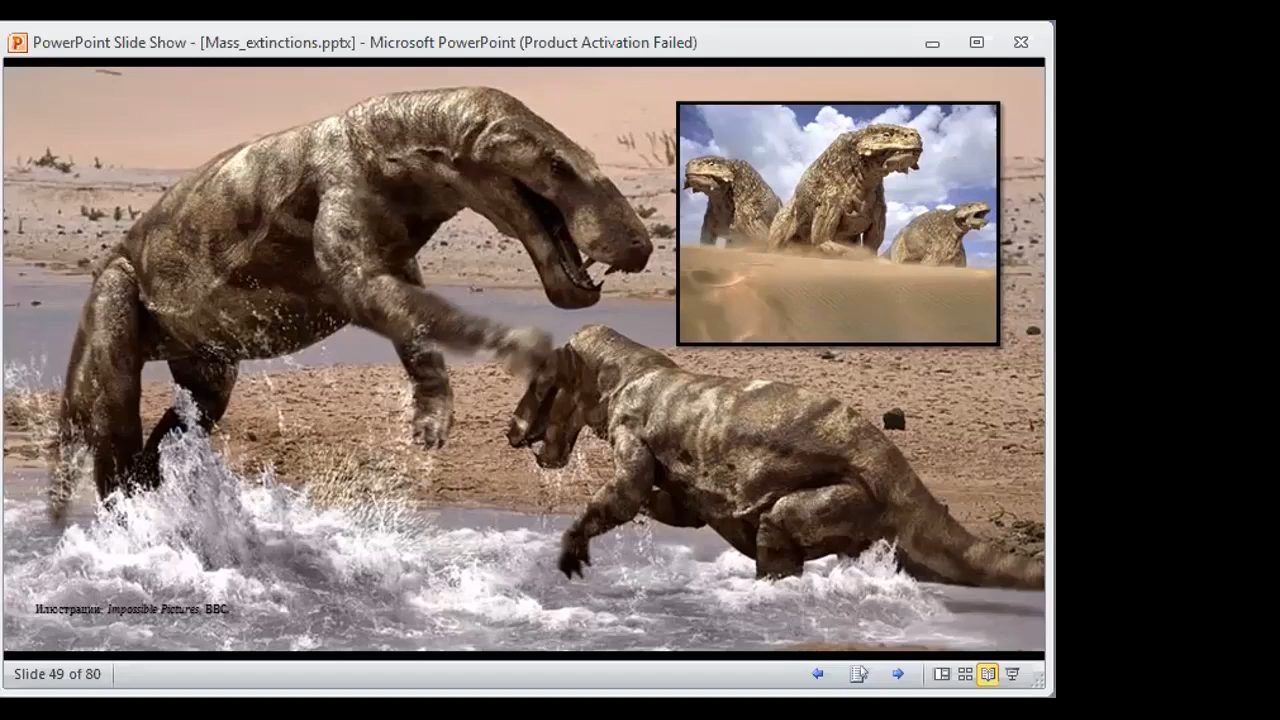 PowerPoint Slide Show - [Mass_extinctions.pptx] - Microsoft PowerPoint (Product Activation Failed)
Илюстрации: Impossible Pictures, BBC.
Slide 49 of 80